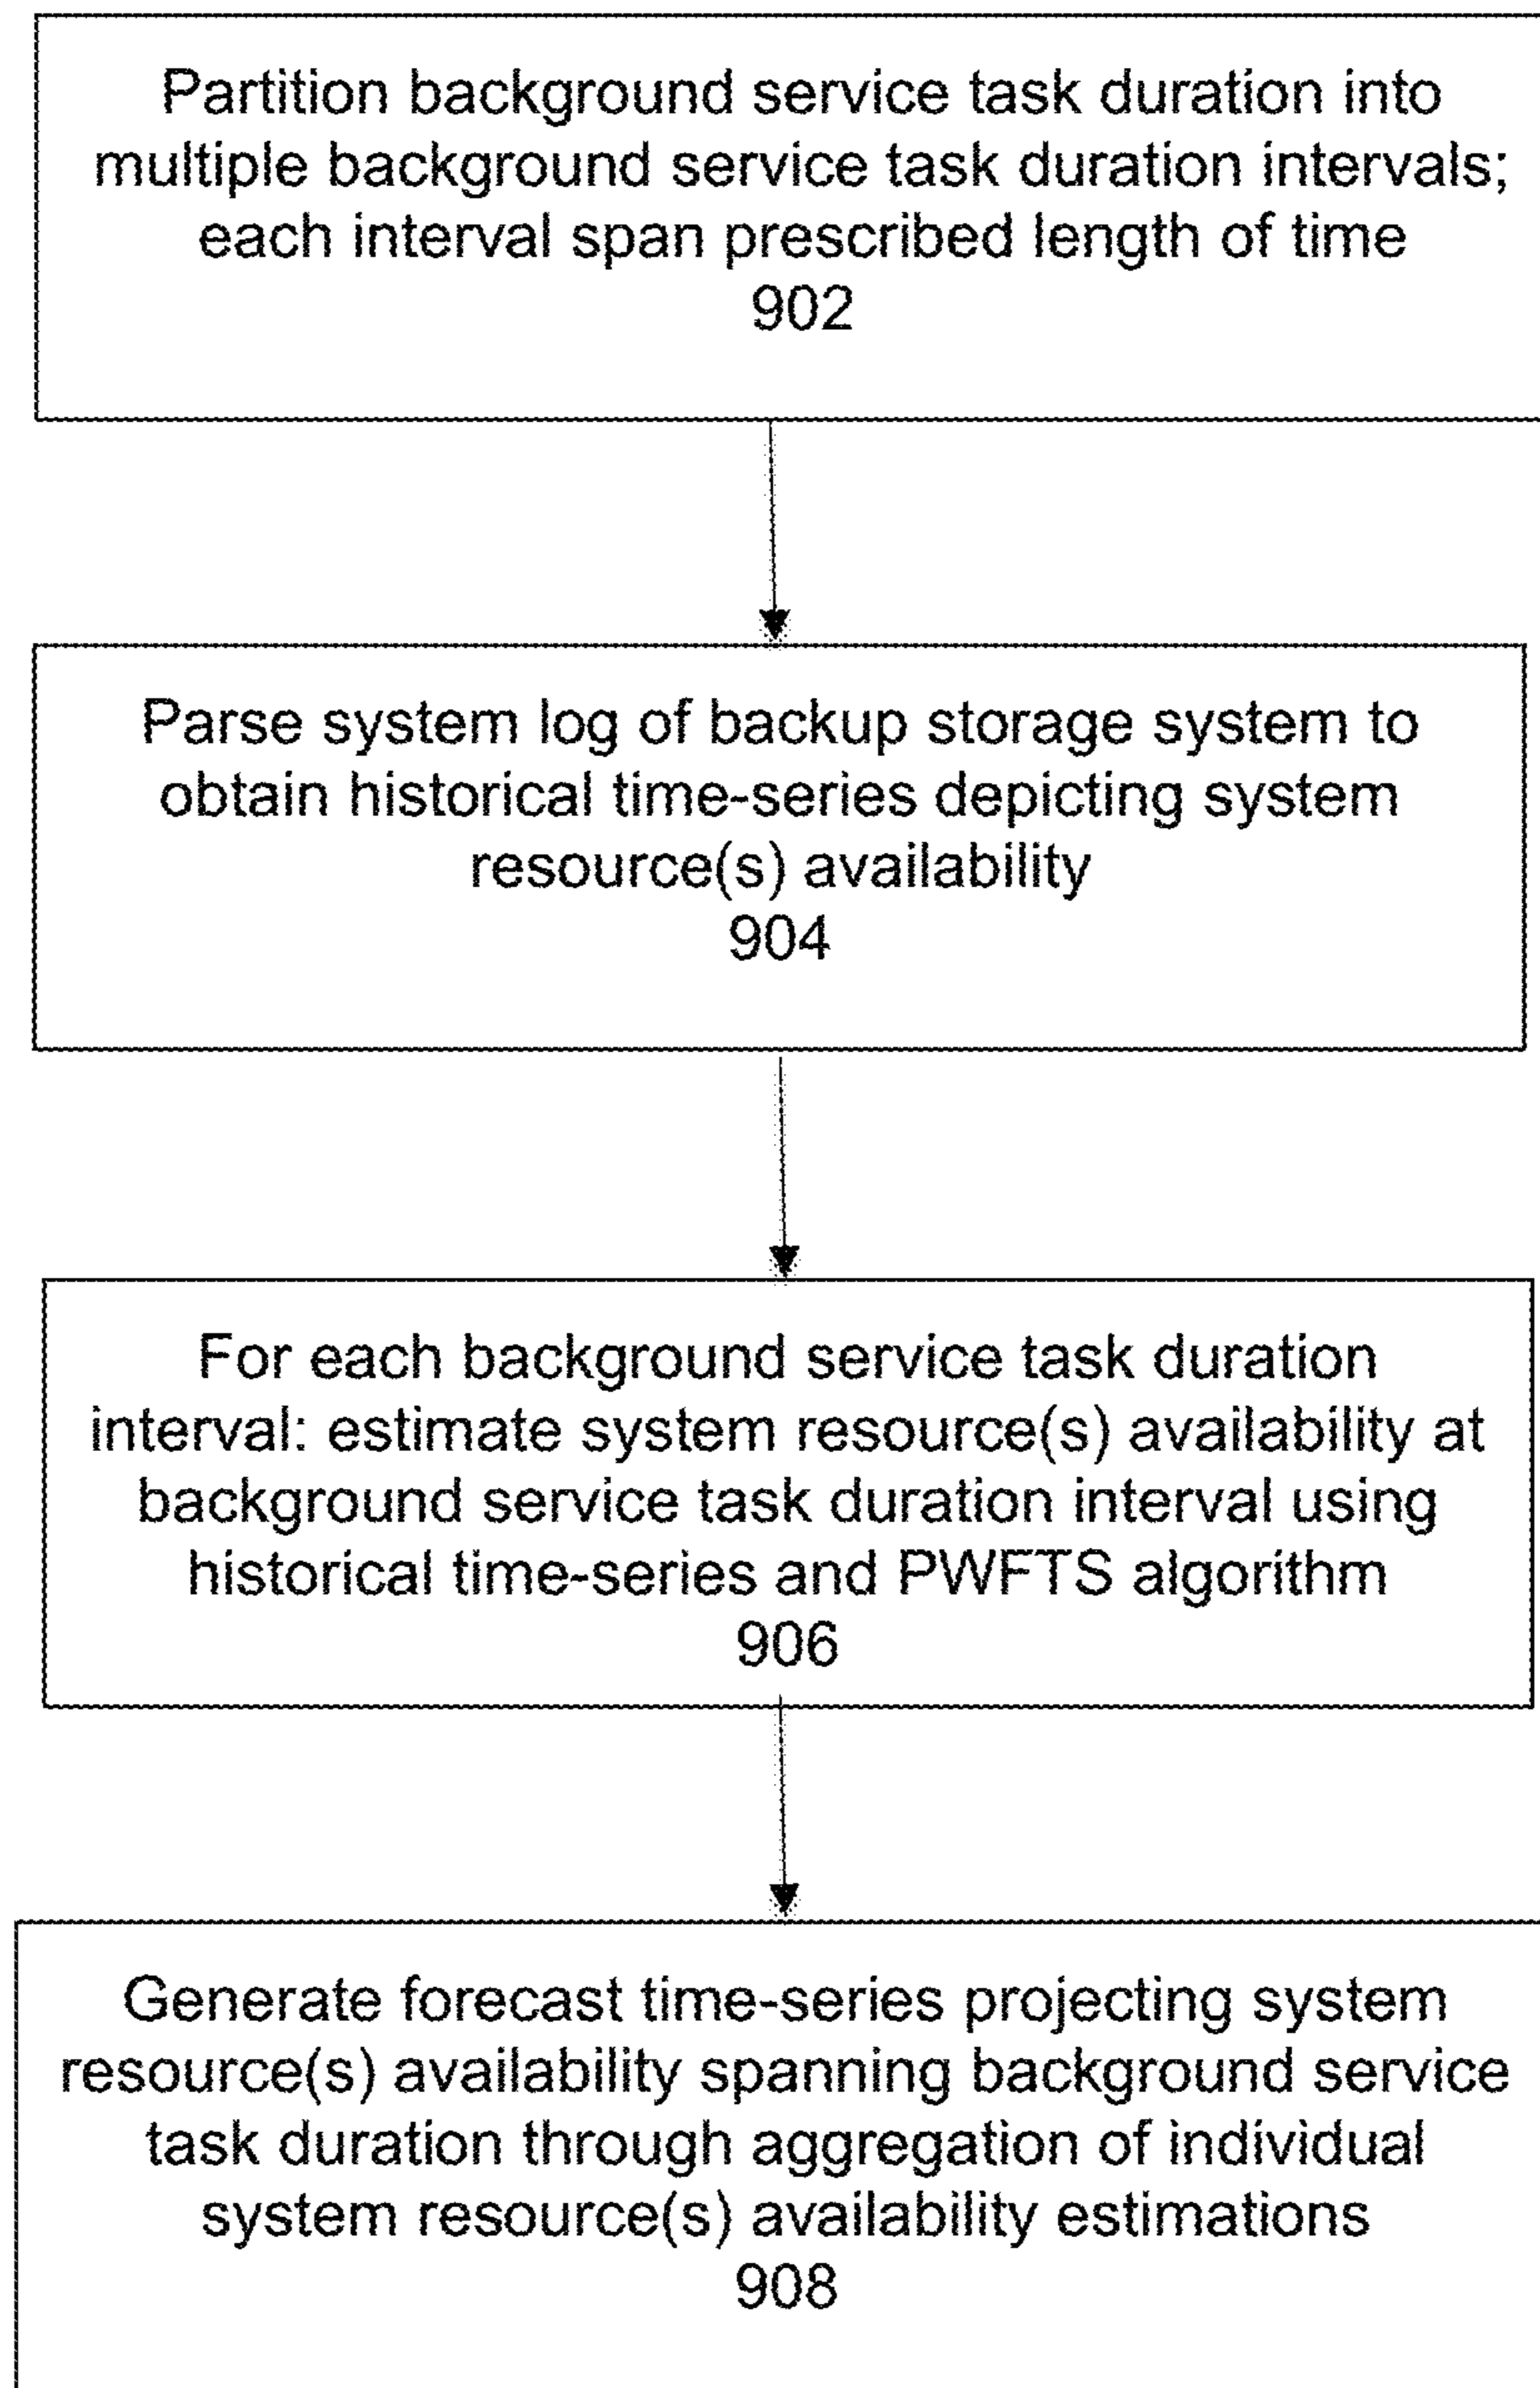 Partition background service task duration into
multiple background service task duration intervals;
each interval span prescribed length of time
902
Parse system log of backup storage system to
obtain historical time-series depicting system
resource(s) availability
904
For each background service task duration
interval: estimate system resource(s) availability at
background service task duration interval using
historical time-series and PWFTS algorithm
906
Generate forecast time-series projecting system
resource(s) availability spanning background service
task duration through aggregation of individual
system resource(s) availability estimations
908